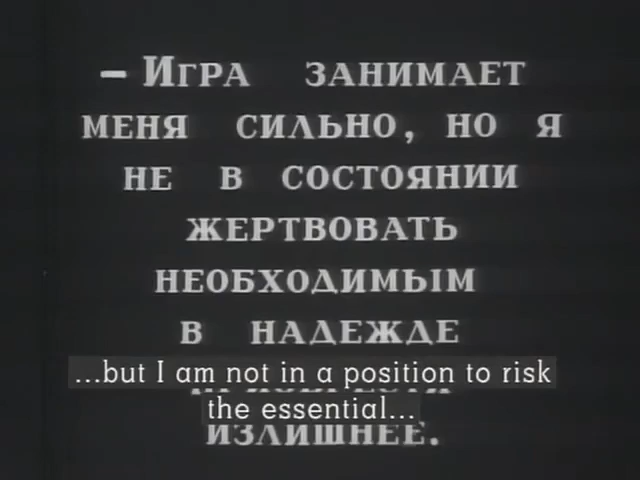 – Игра занимает
меня сильно, но я
не в состоянии
жертвовать
необходимым
в надежде
...but I am not in a position to risk
the essential...
излишнее.